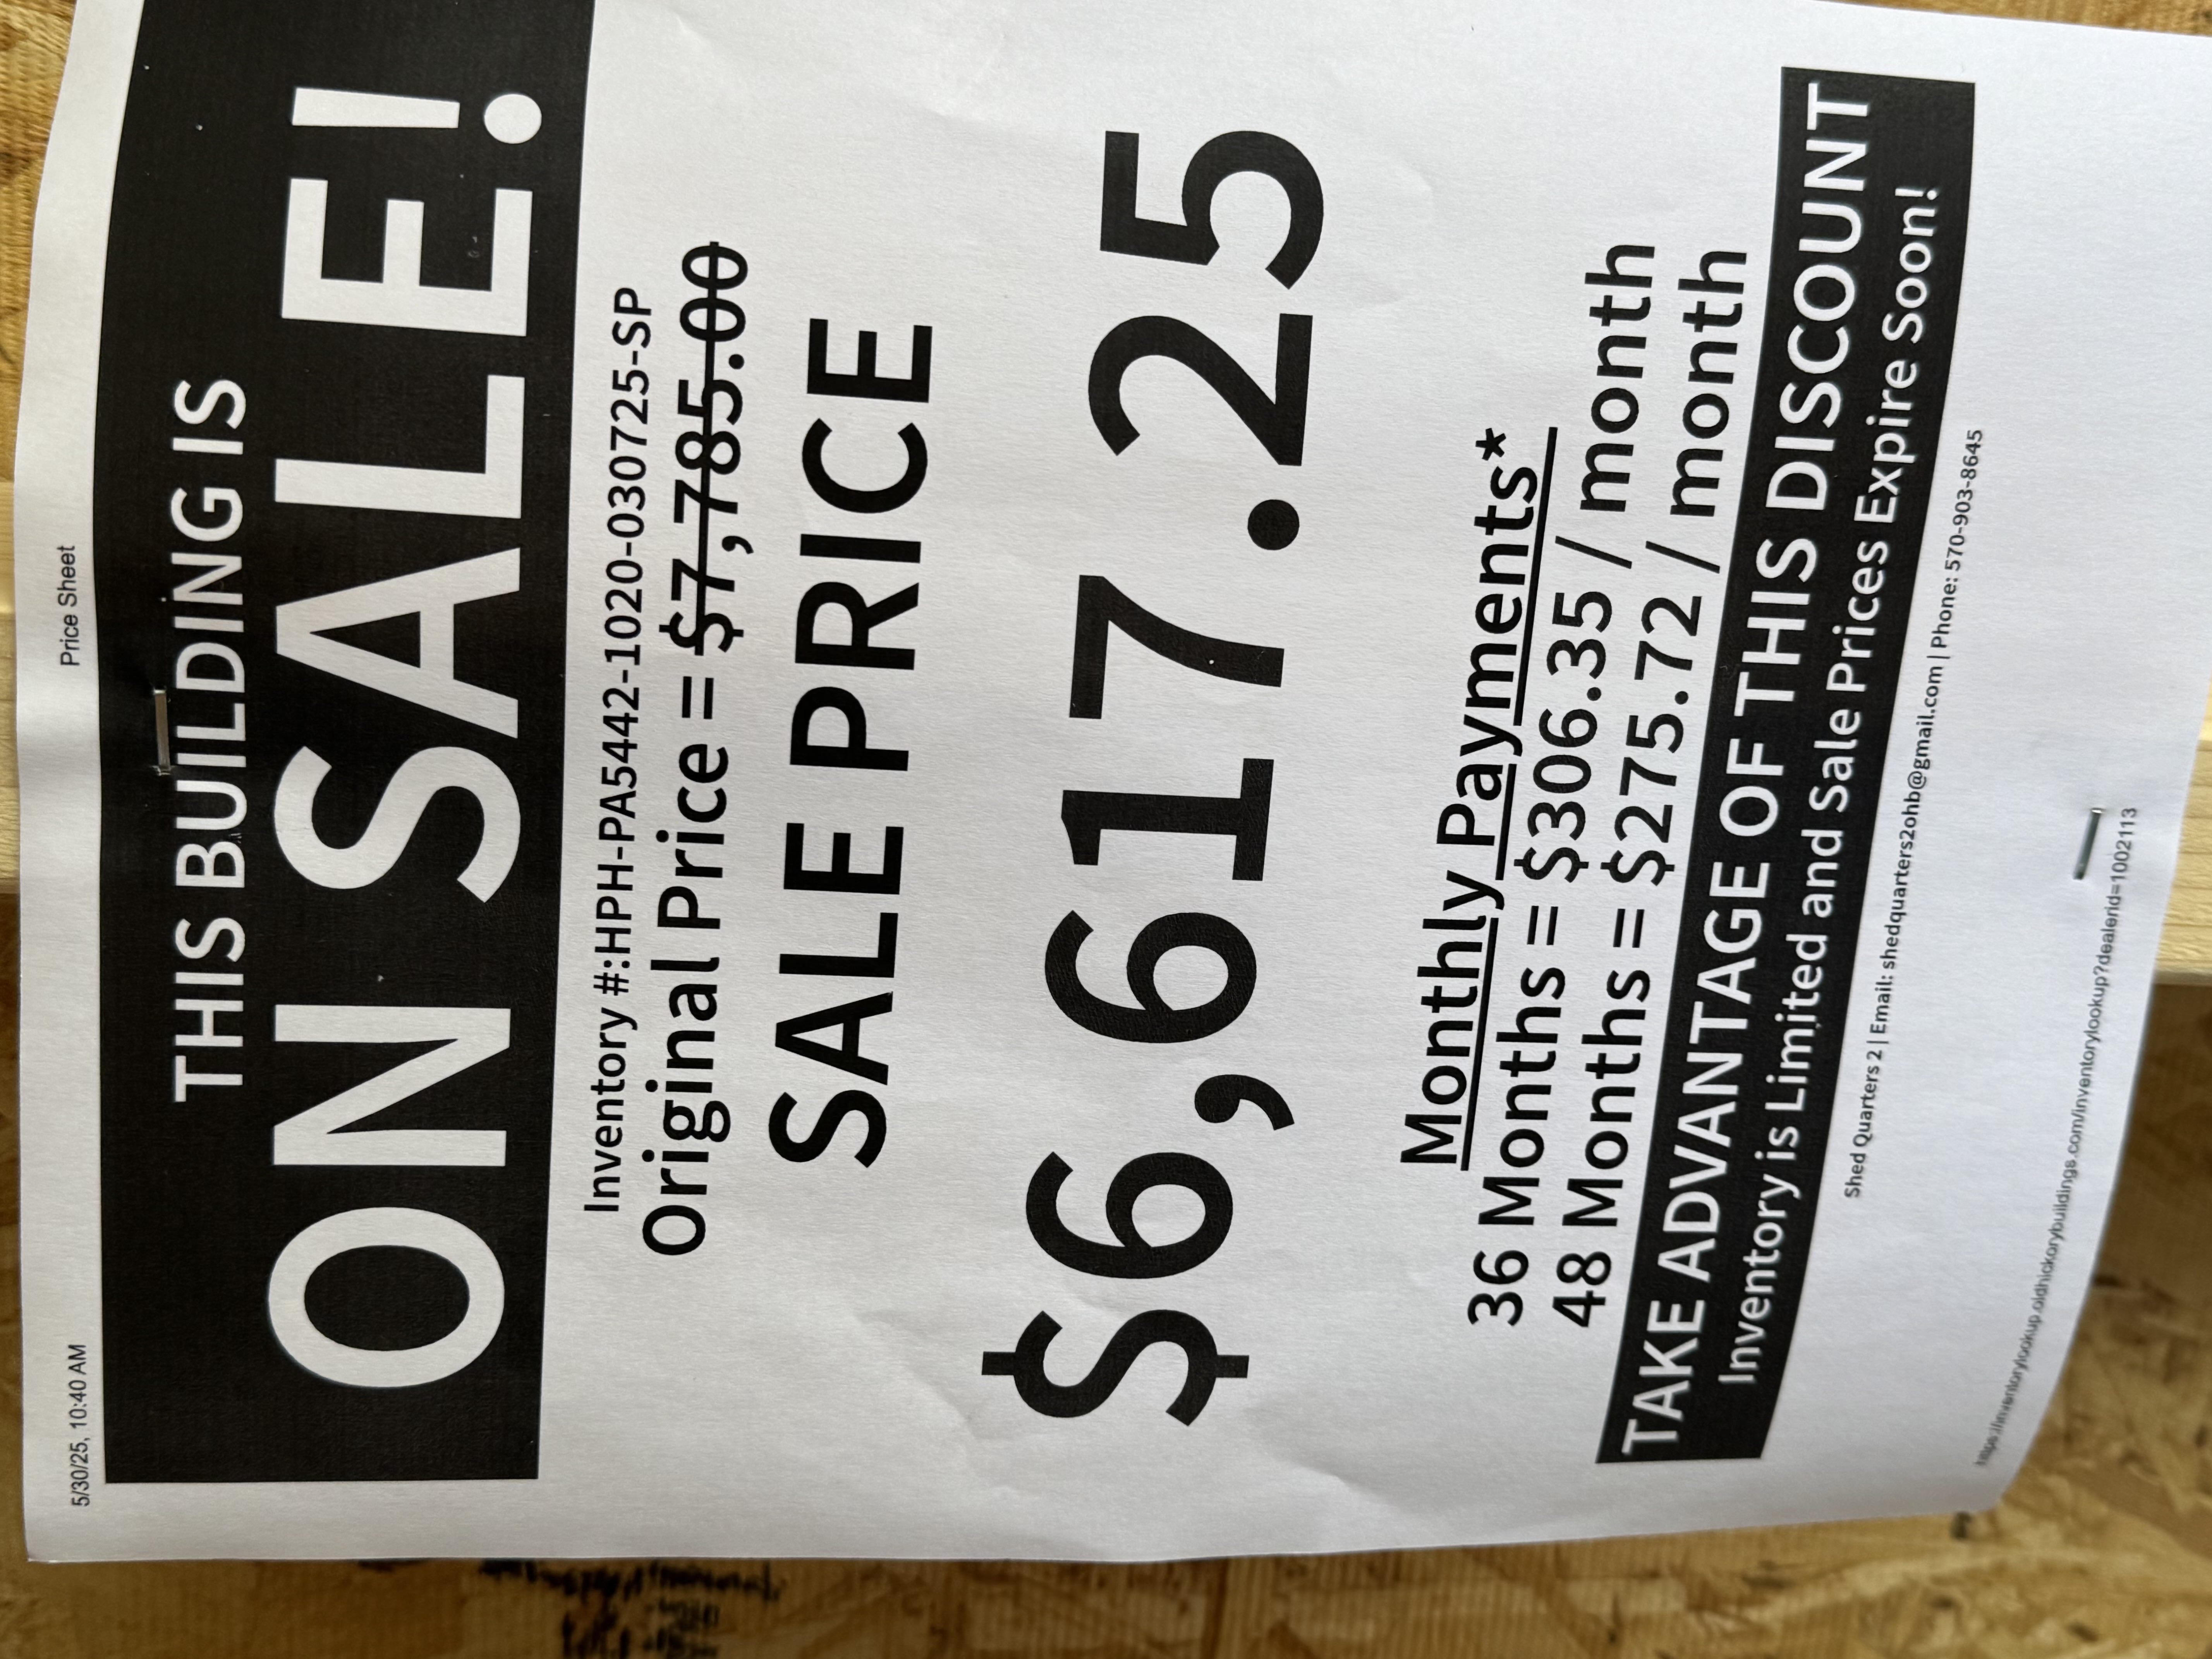 5/30/25, 10:40 AM Price Sheet
THIS BUILDING IS
ON SALE!
Inventory #:HPH-PA5442-1020-030725-SP
Original Price = $7,785.00
SALE PRICE
$6,617.25
Monthly Payments*
36 Months = $306.35 / month
48 Months = $275.72 / month
TAKE ADVANTAGE OF THIS DISCOUNT
Inventory is Limited and Sale Prices Expire Soon!
Shed Quarters 2 | Email: shedquarters2ohb@gmail.com | Phone: 570-903-8645
https://inventorylookup.oldhickorybuildings.com/inventorylookup?dealerid=1002113